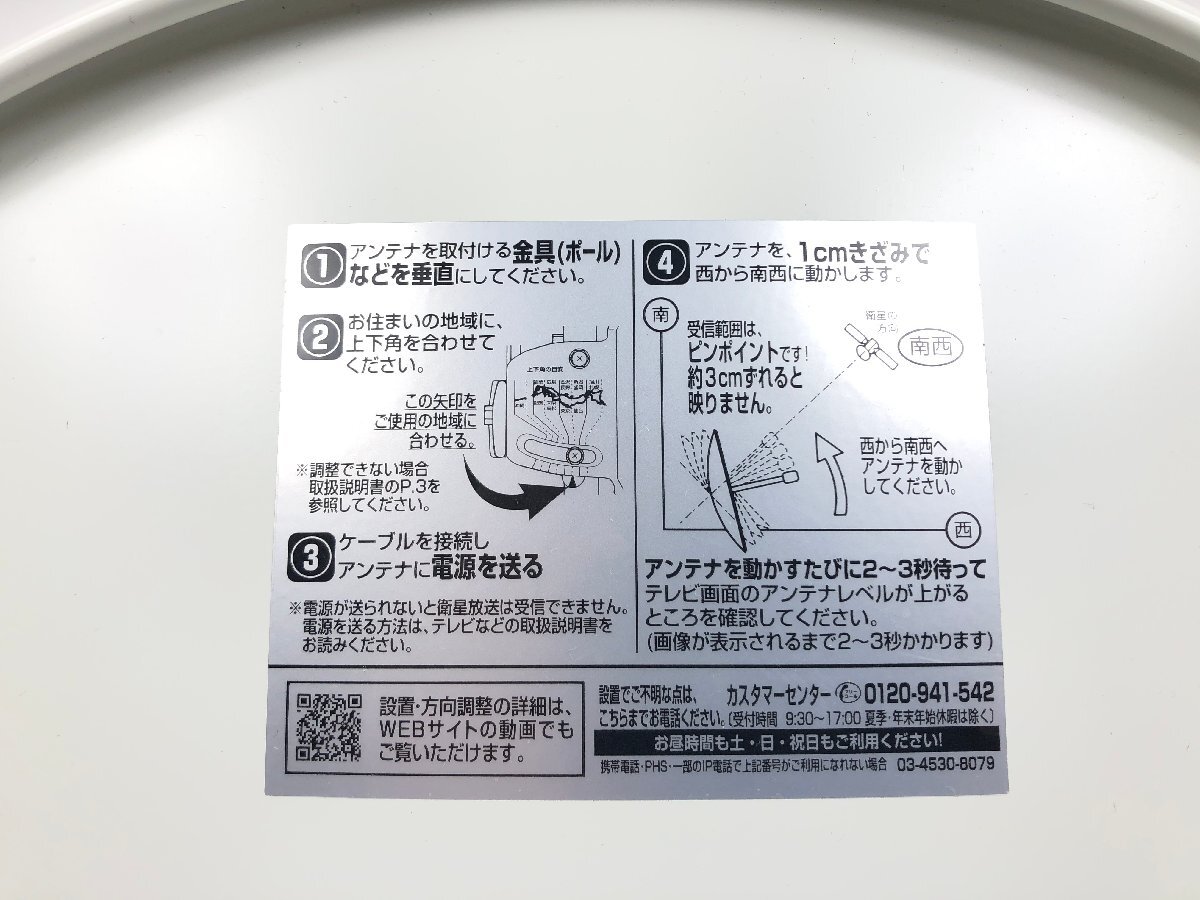 1 アンテナを取付ける金具(ポール)
などを垂直にしてください。
2 お住まいの地域に、
上下角を合わせて
ください。
上下角の目安
この矢印を
ご使用の地域に
合わせる。
※調整できない場合
取扱説明書のP.3を
参照してください。
3 ケーブルを接続し
アンテナに電源を送る
※電源が送られないと衛星放送は受信できません。
電源を送る方法は、テレビなどの取扱説明書を
お読みください。
4 アンテナを、1cmきざみで
西から南西に動かします。
南
受信範囲は、
ピンポイントです!
約3cmずれると
映りません。
衛星の
方向
南西
西から南西へ
アンテナを動か
してください。
西
アンテナを動かすたびに2～3秒待って
テレビ画面のアンテナレベルが上がる
ところを確認してください。
(画像が表示されるまで2～3秒かかります)
設置・方向調整の詳細は、
WEBサイトの動画でも
ご覧いただけます。
設置でご不明な点は、 カスタマーセンター 0120-941-542
こちらまでお電話ください。〔受付時間 9:30～17:00 夏季・年末年始休暇は除く〕
お昼時間も土・日・祝日もご利用ください!
携帯電話・PHS・一部のIP電話で上記番号がご利用になれない場合 03-4530-8079